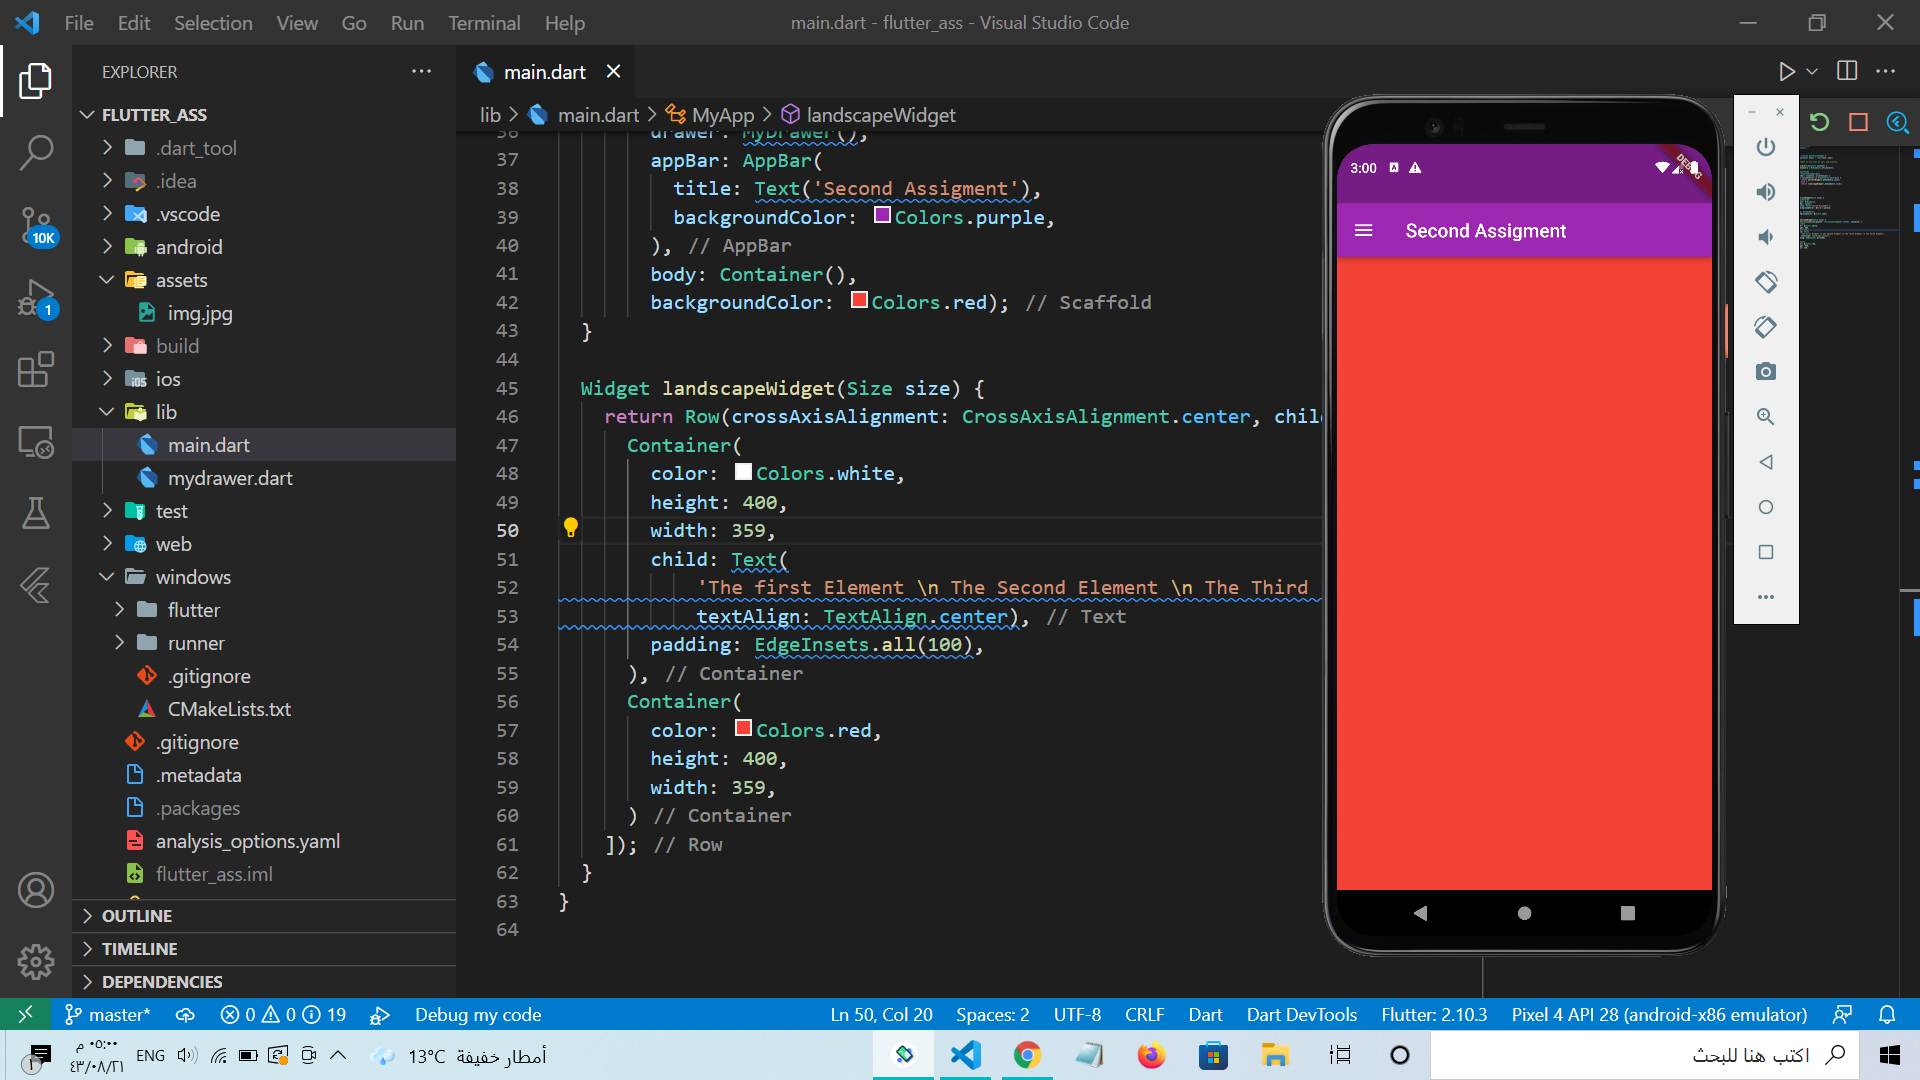 File Edit Selection View Go Run Terminal Help
main.dart - flutter_ass - Visual Studio Code
EXPLORER
FLUTTER_ASS
.dart_tool
.idea
.vscode
android
assets
img.jpg
build
ios
lib
main.dart
mydrawer.dart
test
web
windows
flutter
runner
.gitignore
CMakeLists.txt
.gitignore
.metadata
.packages
analysis_options.yaml
flutter_ass.iml
OUTLINE
TIMELINE
DEPENDENCIES
10K
1
main.dart
lib > main.dart > MyApp > landscapeWidget
36 drawer: MyDrawer(),
37 appBar: AppBar(
38 title: Text('Second Assigment'),
39 backgroundColor: Colors.purple,
40 ), // AppBar
41 body: Container(),
42 backgroundColor: Colors.red); // Scaffold
43 }
44
45 Widget landscapeWidget(Size size) {
46 return Row(crossAxisAlignment: CrossAxisAlignment.center, chil
47 Container(
48 color: Colors.white,
49 height: 400,
50 width: 359,
51 child: Text(
52 'The first Element \n The Second Element \n The Third
53 textAlign: TextAlign.center), // Text
54 padding: EdgeInsets.all(100),
55 ), // Container
56 Container(
57 color: Colors.red,
58 height: 400,
59 width: 359,
60 ) // Container
61 ]); // Row
62 }
63 }
64
3:00
DEBUG
Second Assigment
master* 0 0 19 Debug my code
Ln 50, Col 20 Spaces: 2 UTF-8 CRLF Dart Dart DevTools Flutter: 2.10.3 Pixel 4 API 28 (android-x86 emulator)
٠٥:٠٠ م
٤٣/٠٨/٢١
١
ENG
13°C أمطار خفيفة
اكتب هنا للبحث